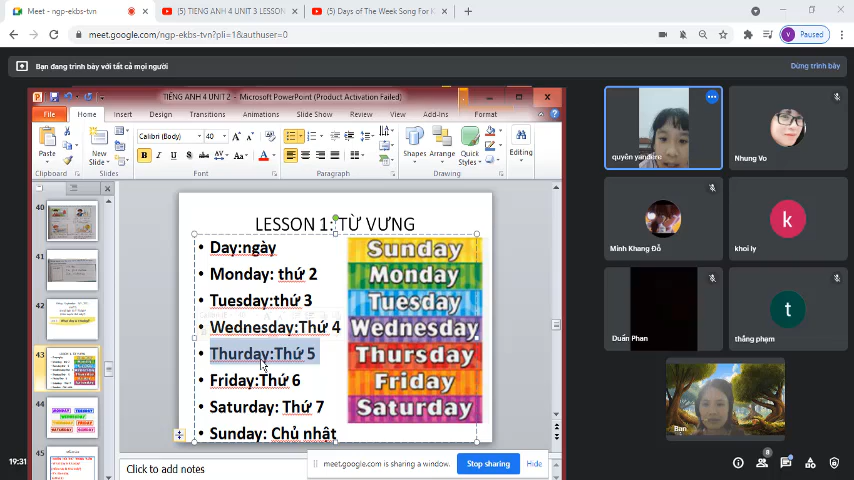 Meet - ngp-ekbs-tvn
(5) TIENG ANH 4 UNIT 3 LESSON
(5) Days of The Week Song For K
meet.google.com/ngp-ekbs-tvn?pli=1&authuser=0
V
Paused
Bạn đang trình bày với tất cả mọi người
Dừng trình bày
TIẾNG ANH 4 UNIT2 - Microsoft PowerPoint (Product Activation Failed)
File
Home
Insert
Design
Transitions
Animations
Slide Show
Review
View
Add-Ins
Format
Paste
New
Slide
Calibri (Body)
40
Shapes
Arrange
Quick
Styles
Editing
Clipboard
Slides
Font
Paragraph
Drawing
40
41
42
43
44
45
LESSON 1: TỪ VƯNG
• Day:ngày
• Monday: thứ 2
• Tuesday:thứ 3
• Wednesday:Thứ 4
• Thurday:Thứ 5
• Friday:Thứ 6
• Saturday: Thứ 7
• Sunday: Chủ nhật
Sunday
Monday
Tuesday
Wednesday
Thursday
Friday
Saturday
Click to add notes
meet.google.com is sharing a window.
Stop sharing
Hide
quyên yandere
Nhung Vo
Minh Khang Đỗ
k
khoi ly
Duẩn Phan
t
thắng phạm
Bạn
19:31
8